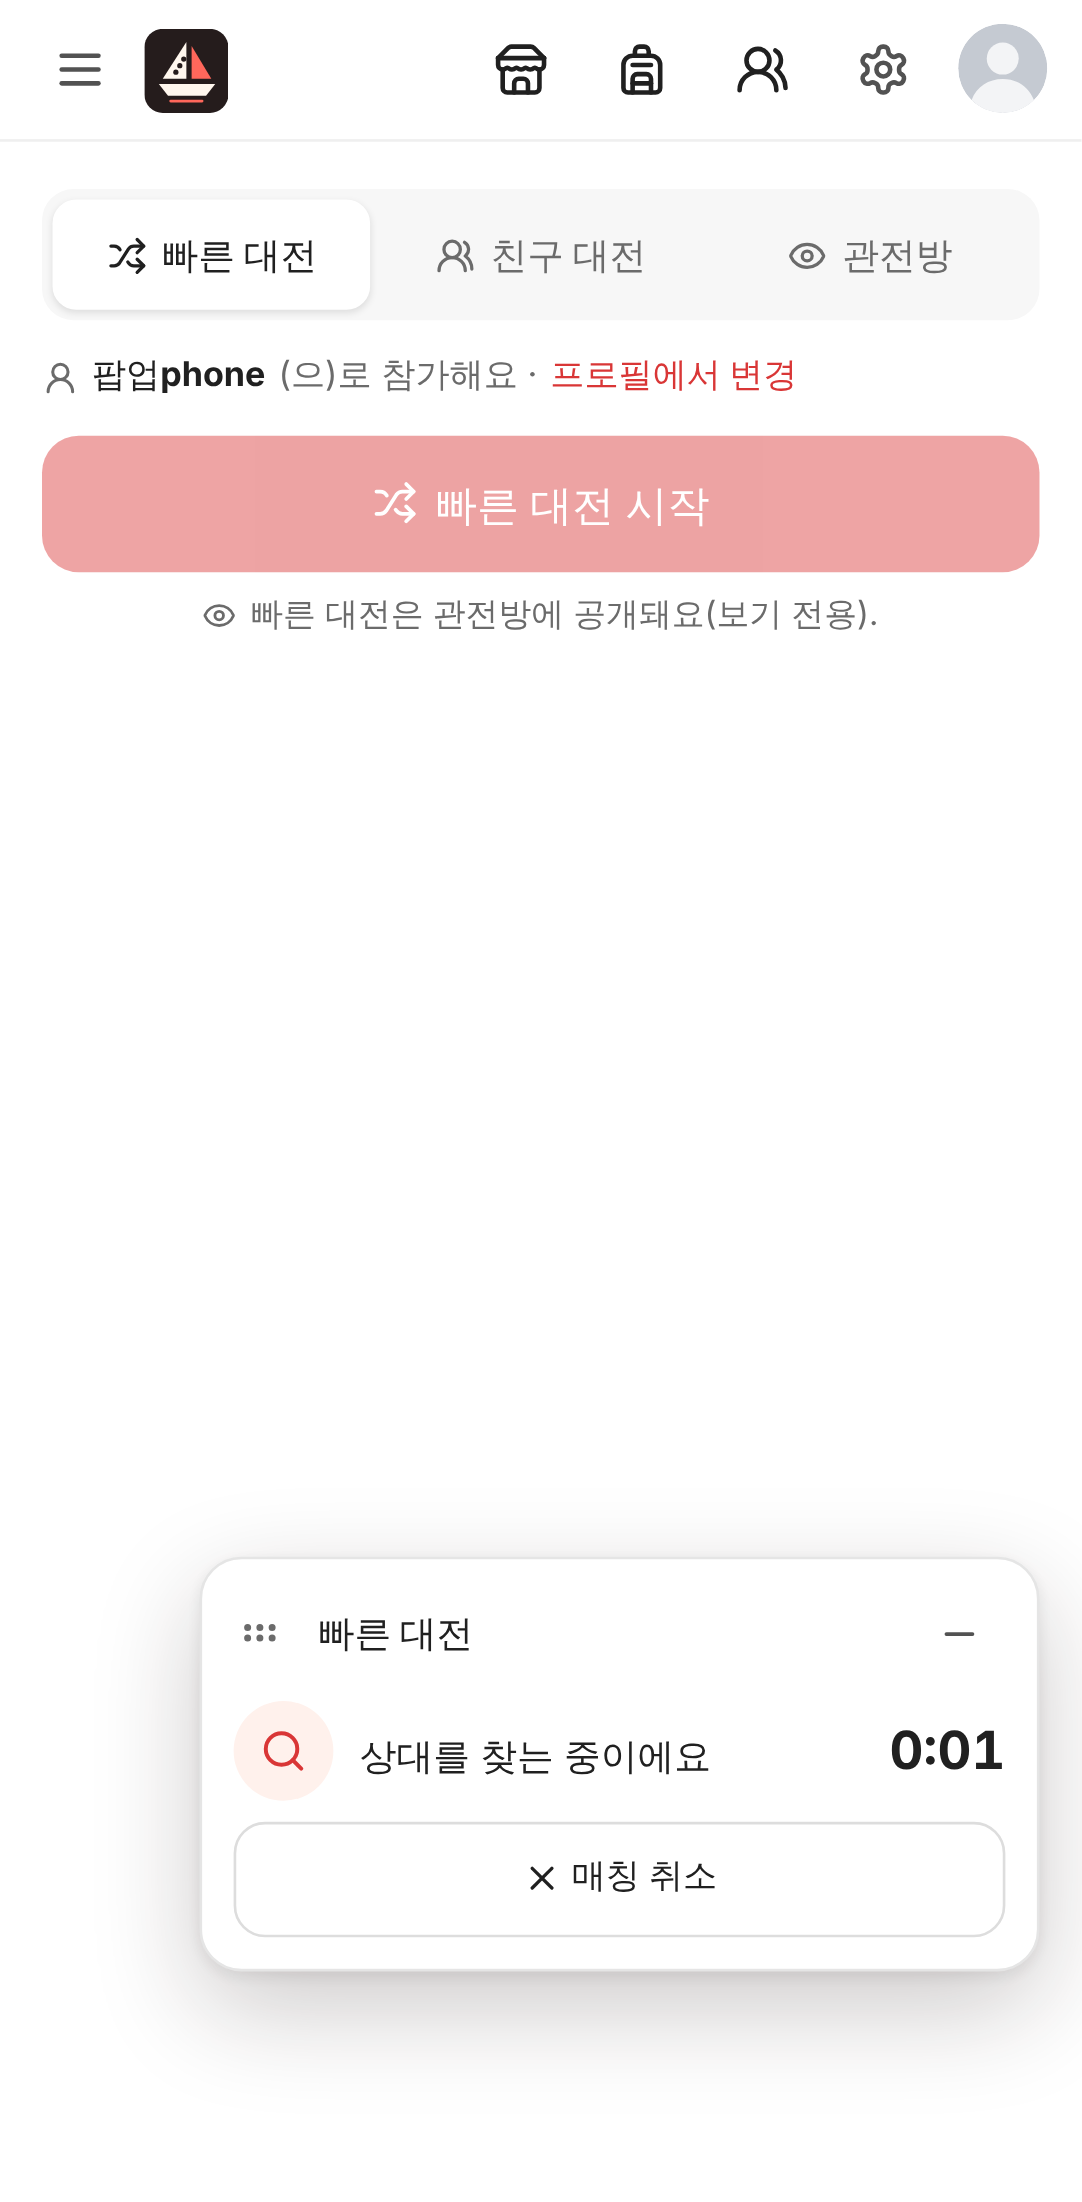 빠른 대전 친구 대전 관전방
팝업phone (으)로 참가해요 · 프로필에서 변경
빠른 대전 시작
빠른 대전은 관전방에 공개돼요(보기 전용).
빠른 대전
상대를 찾는 중이에요 0:01
매칭 취소